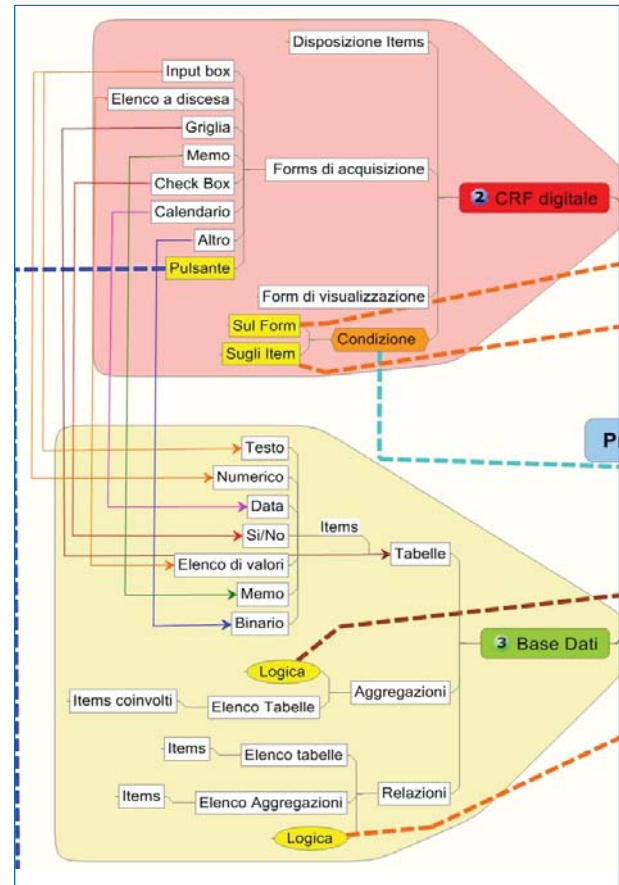 Disposizione Items
Input box
Elenco a discesa
Griglia
Memo
Forms di acquisizione
Check Box
2 CRF digitale
Calendario
Altro
Pulsante
Form di visualizzazione
Sul Form
Condizione
Sugli Item
Testo
Numerico
Data
Si/No
Items
Tabelle
Elenco di valori
Memo
Binario
3 Base Dati
Logica
Aggregazioni
Items coinvolti
Elenco Tabelle
Items
Elenco tabelle
Relazioni
Items
Elenco Aggregazioni
Logica